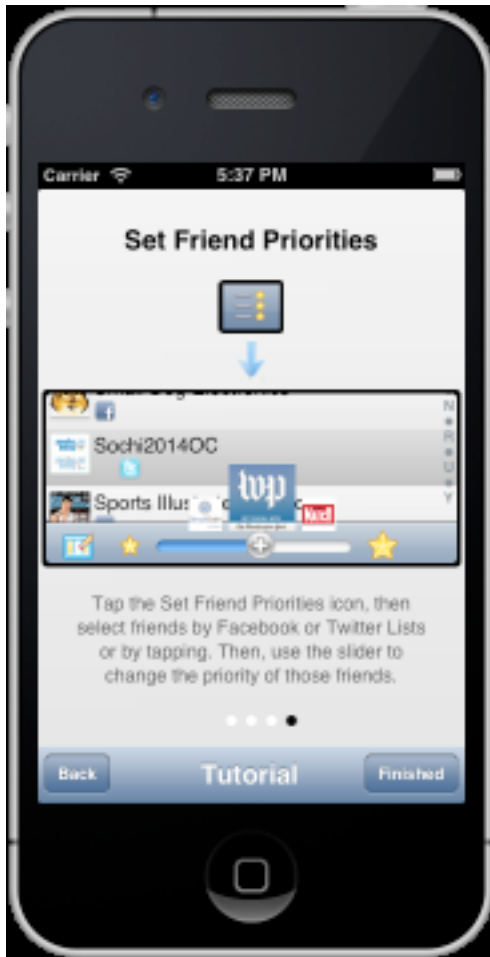 Carrier 5:37 PM
Set Friend Priorities
N
R
U
Y
Sochi2014OC
Sports Illus
wp
Tap the Set Friend Priorities icon, then
select friends by Facebook or Twitter Lists
or by tapping. Then, use the slider to
change the priority of those friends.
Back Tutorial Finished